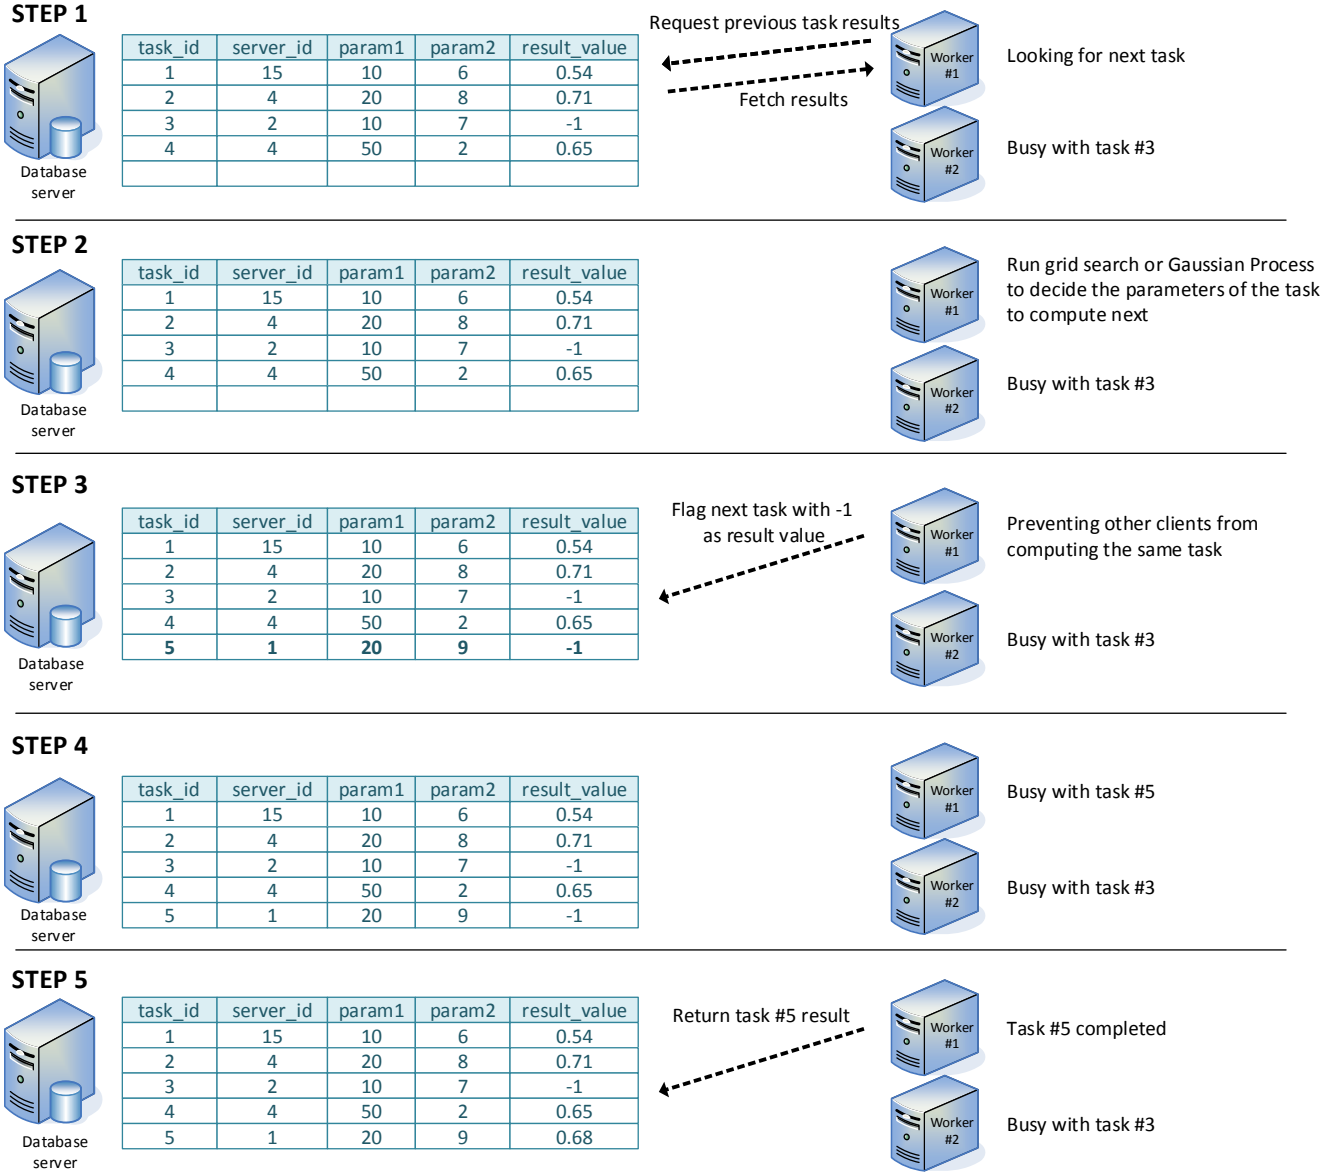 STEP 1
task_id server_id param1 param2 result_value
1 15 10 6 0.54
2 4 20 8 0.71
3 2 10 7 -1
4 4 50 2 0.65
Database
server
Request previous task results
Fetch results
Worker
#1
Looking for next task
Worker
#2
Busy with task #3
STEP 2
task_id server_id param1 param2 result_value
1 15 10 6 0.54
2 4 20 8 0.71
3 2 10 7 -1
4 4 50 2 0.65
Database
server
Worker
#1
Run grid search or Gaussian Process
to decide the parameters of the task
to compute next
Worker
#2
Busy with task #3
STEP 3
task_id server_id param1 param2 result_value
1 15 10 6 0.54
2 4 20 8 0.71
3 2 10 7 -1
4 4 50 2 0.65
5 1 20 9 -1
Database
server
Flag next task with -1
as result value
Worker
#1
Preventing other clients from
computing the same task
Worker
#2
Busy with task #3
STEP 4
task_id server_id param1 param2 result_value
1 15 10 6 0.54
2 4 20 8 0.71
3 2 10 7 -1
4 4 50 2 0.65
5 1 20 9 -1
Database
server
Worker
#1
Busy with task #5
Worker
#2
Busy with task #3
STEP 5
task_id server_id param1 param2 result_value
1 15 10 6 0.54
2 4 20 8 0.71
3 2 10 7 -1
4 4 50 2 0.65
5 1 20 9 0.68
Database
server
Return task #5 result
Worker
#1
Task #5 completed
Worker
#2
Busy with task #3